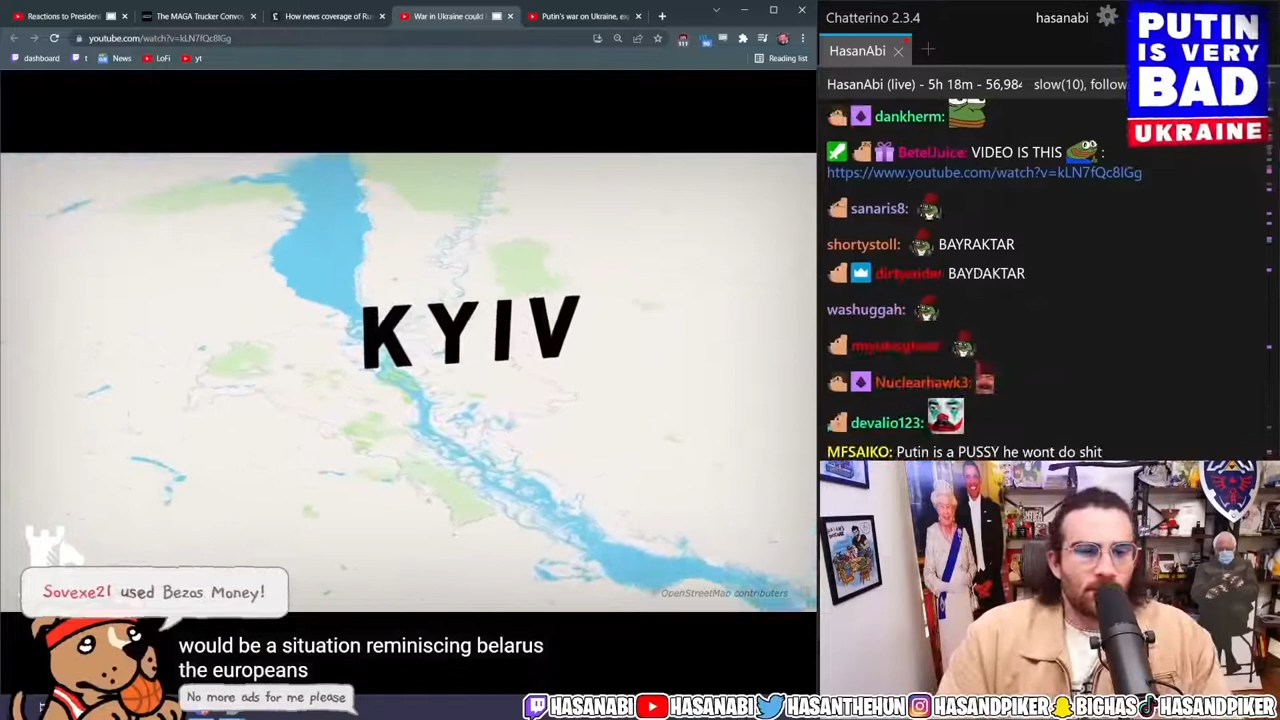 Reactions to Presiden
The MAGA Trucker Convo
How news coverage of Rus
War in Ukraine could
Putin's war on Ukraine, ex
youtube.com/watch?v=kLN7fQc8lGg
dashboard
t
News
LoFi
yt
Reading list
KYIV
OpenStreetMap contributors
Sovexe21 used Bezos Money!
would be a situation reminiscing belarus
the europeans
No more ads for me please
Chatterino 2.3.4
hasanabi
HasanAbi
HasanAbi (live) - 5h 18m - 56,984
slow(10), follow
PUTIN
IS VERY
BAD
UKRAINE
dankherm:
BetelJuice: VIDEO IS THIS :
https://www.youtube.com/watch?v=kLN7fQc8lGg
sanaris8:
shortystoll: BAYRAKTAR
BAYDAKTAR
washuggah:
Nuclearhawk3:
devalio123:
MFSAIKO: Putin is a PUSSY he wont do shit
HASANABI
HASANABI
HASANTHEHUN
HASANDPIKER
BIGHAS
HASANDPIKER